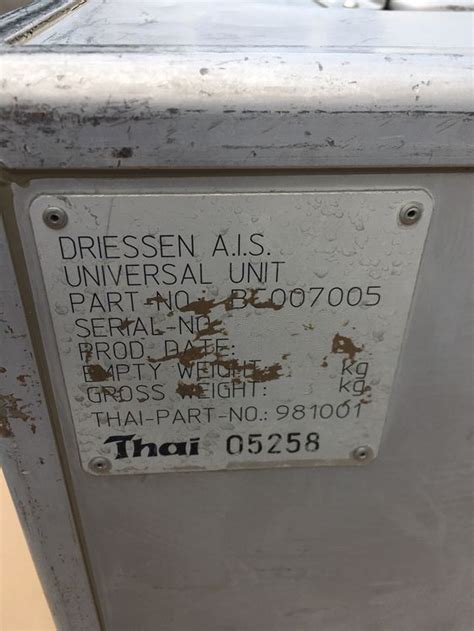 DRIESSEN A.I.S.
UNIVERSAL UNIT
PART-NO.
SERIAL-NO.
PROD. DATE:
EMPTY WEIGHT: kg
GROSS WEIGHT: kg
THAI-PART-NO.: 981001
Thai 05258